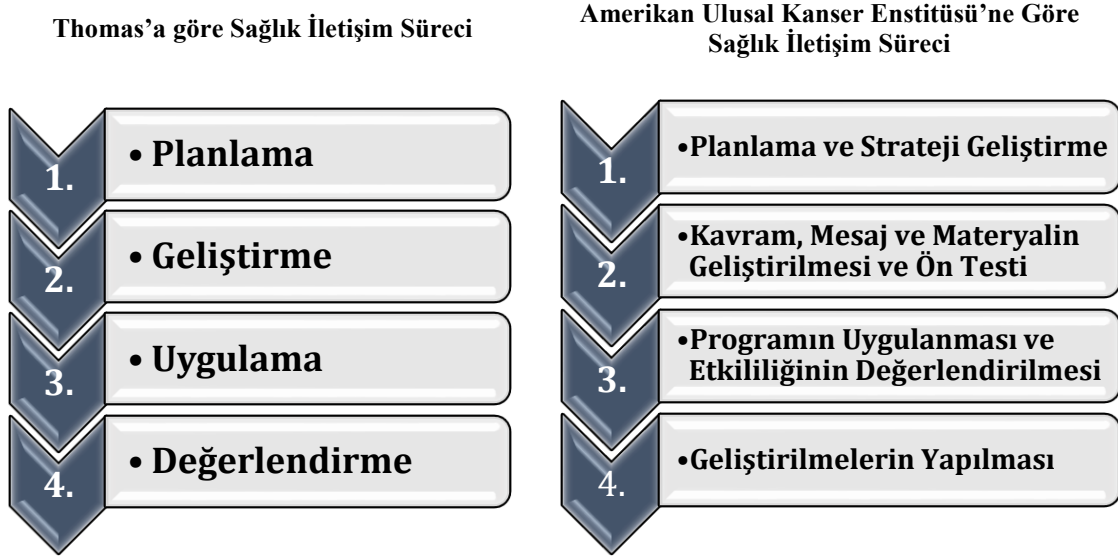 Thomas’a göre Sağlık İletişim Süreci
1.
• Planlama
2.
• Geliştirme
3.
• Uygulama
4.
• Değerlendirme
Amerikan Ulusal Kanser Enstitüsü’ne Göre
Sağlık İletişim Süreci
1.
•Planlama ve Strateji Geliştirme
2.
•Kavram, Mesaj ve Materyalin
Geliştirilmesi ve Ön Testi
3.
•Programın Uygulanması ve
Etkililiğinin Değerlendirilmesi
4.
•Geliştirilmelerin Yapılması